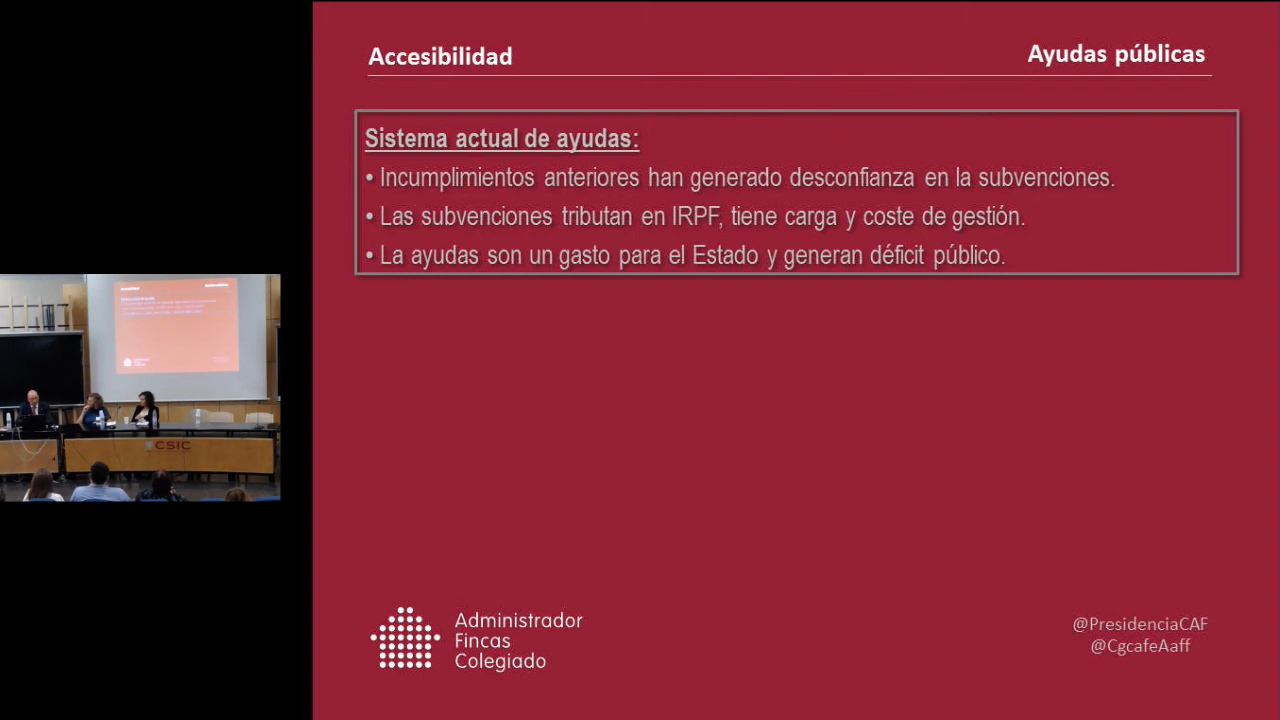 Accesibilidad
Ayudas públicas
Sistema actual de ayudas:
• Incumplimientos anteriores han generado desconfianza en la subvenciones.
• Las subvenciones tributan en IRPF, tiene carga y coste de gestión.
• La ayudas son un gasto para el Estado y generan déficit público.
CSIC
Administrador
Fincas
Colegiado
@PresidenciaCAF
@CgcafeAaff